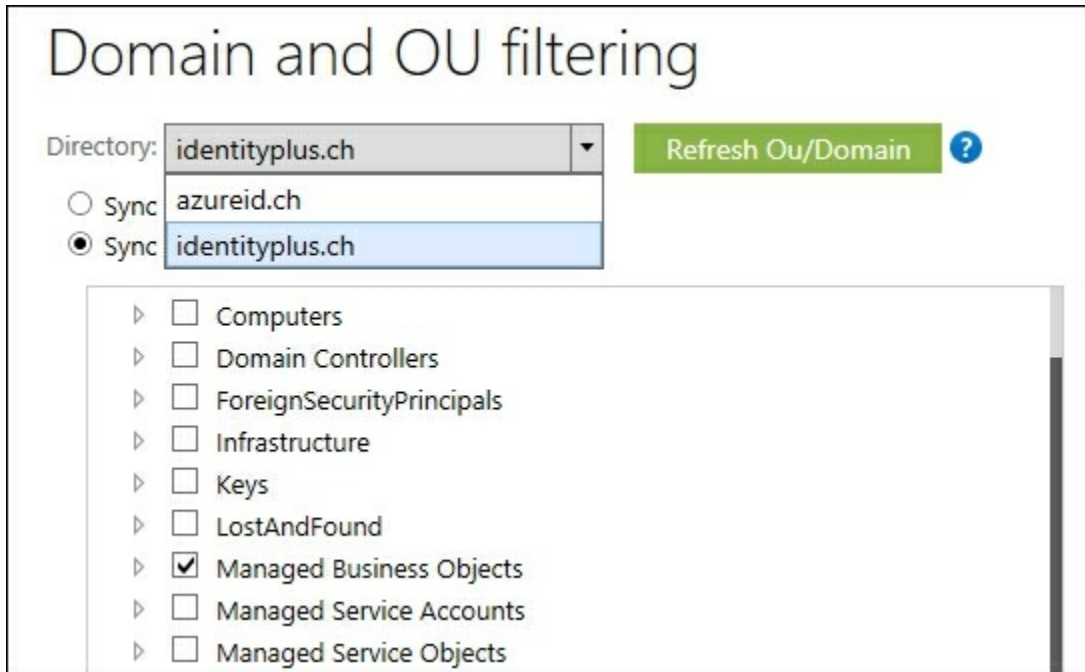 Domain and OU filtering
Directory: identityplus.ch Refresh Ou/Domain ?
Sync azureid.ch
Sync identityplus.ch
Computers
Domain Controllers
ForeignSecurityPrincipals
Infrastructure
Keys
LostAndFound
Managed Business Objects
Managed Service Accounts
Managed Service Objects